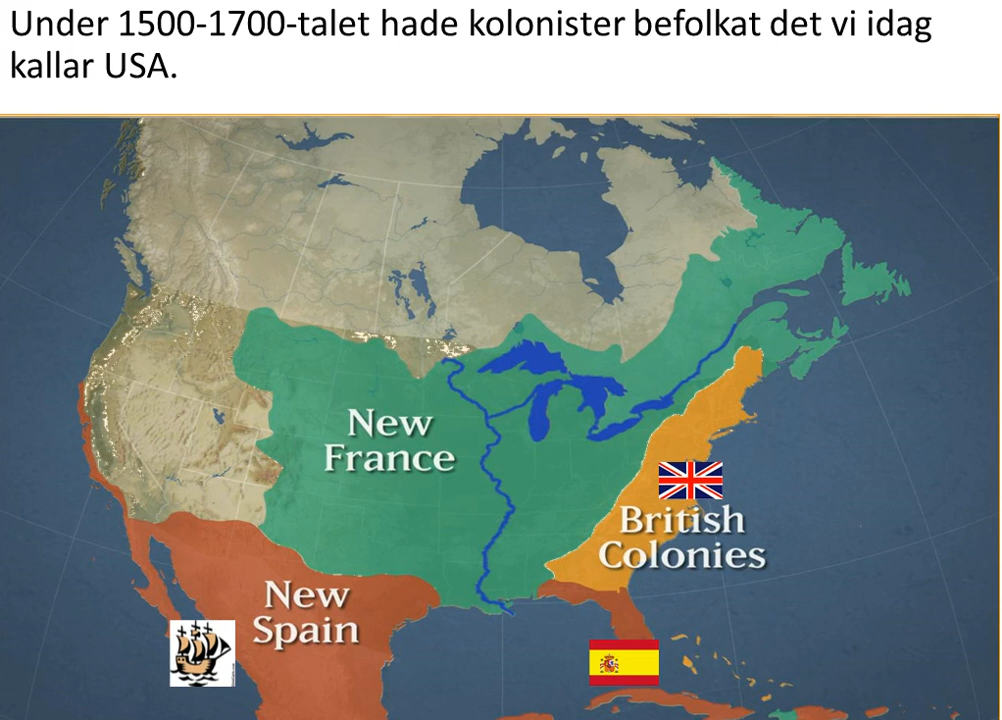 Under 1500-1700-talet hade kolonister befolkat det vi idag
kallar USA.
New
France
British
Colonies
New
Spain